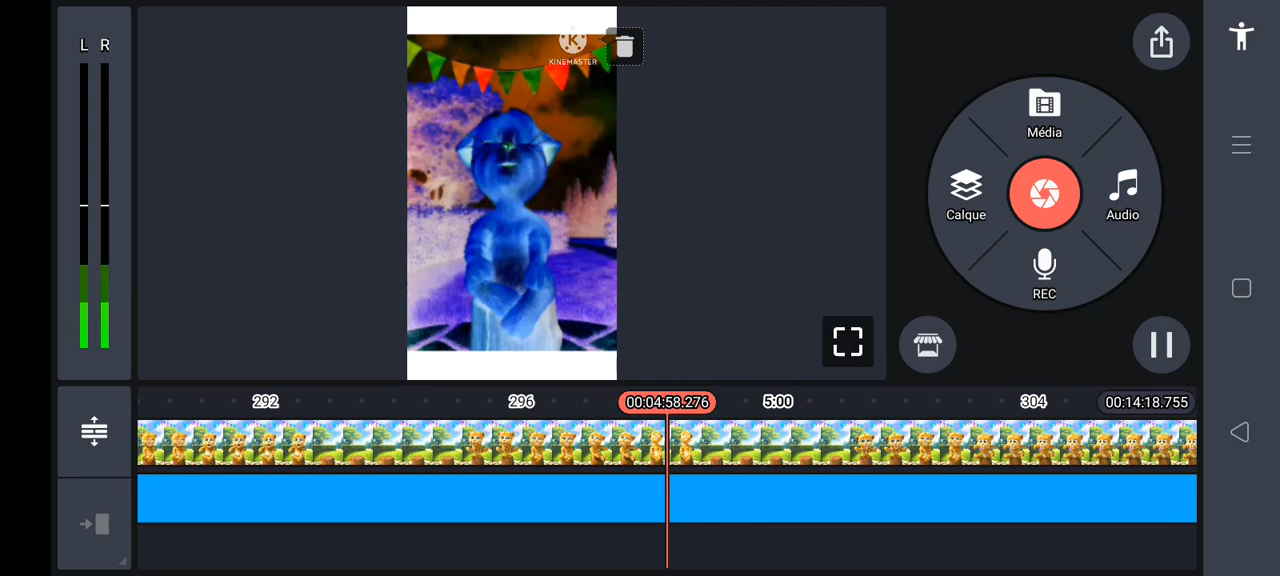 L R
KINEMASTER
Média
Calque
Audio
REC
292
296
00:04:58.276
5:00
304
00:14:18.755